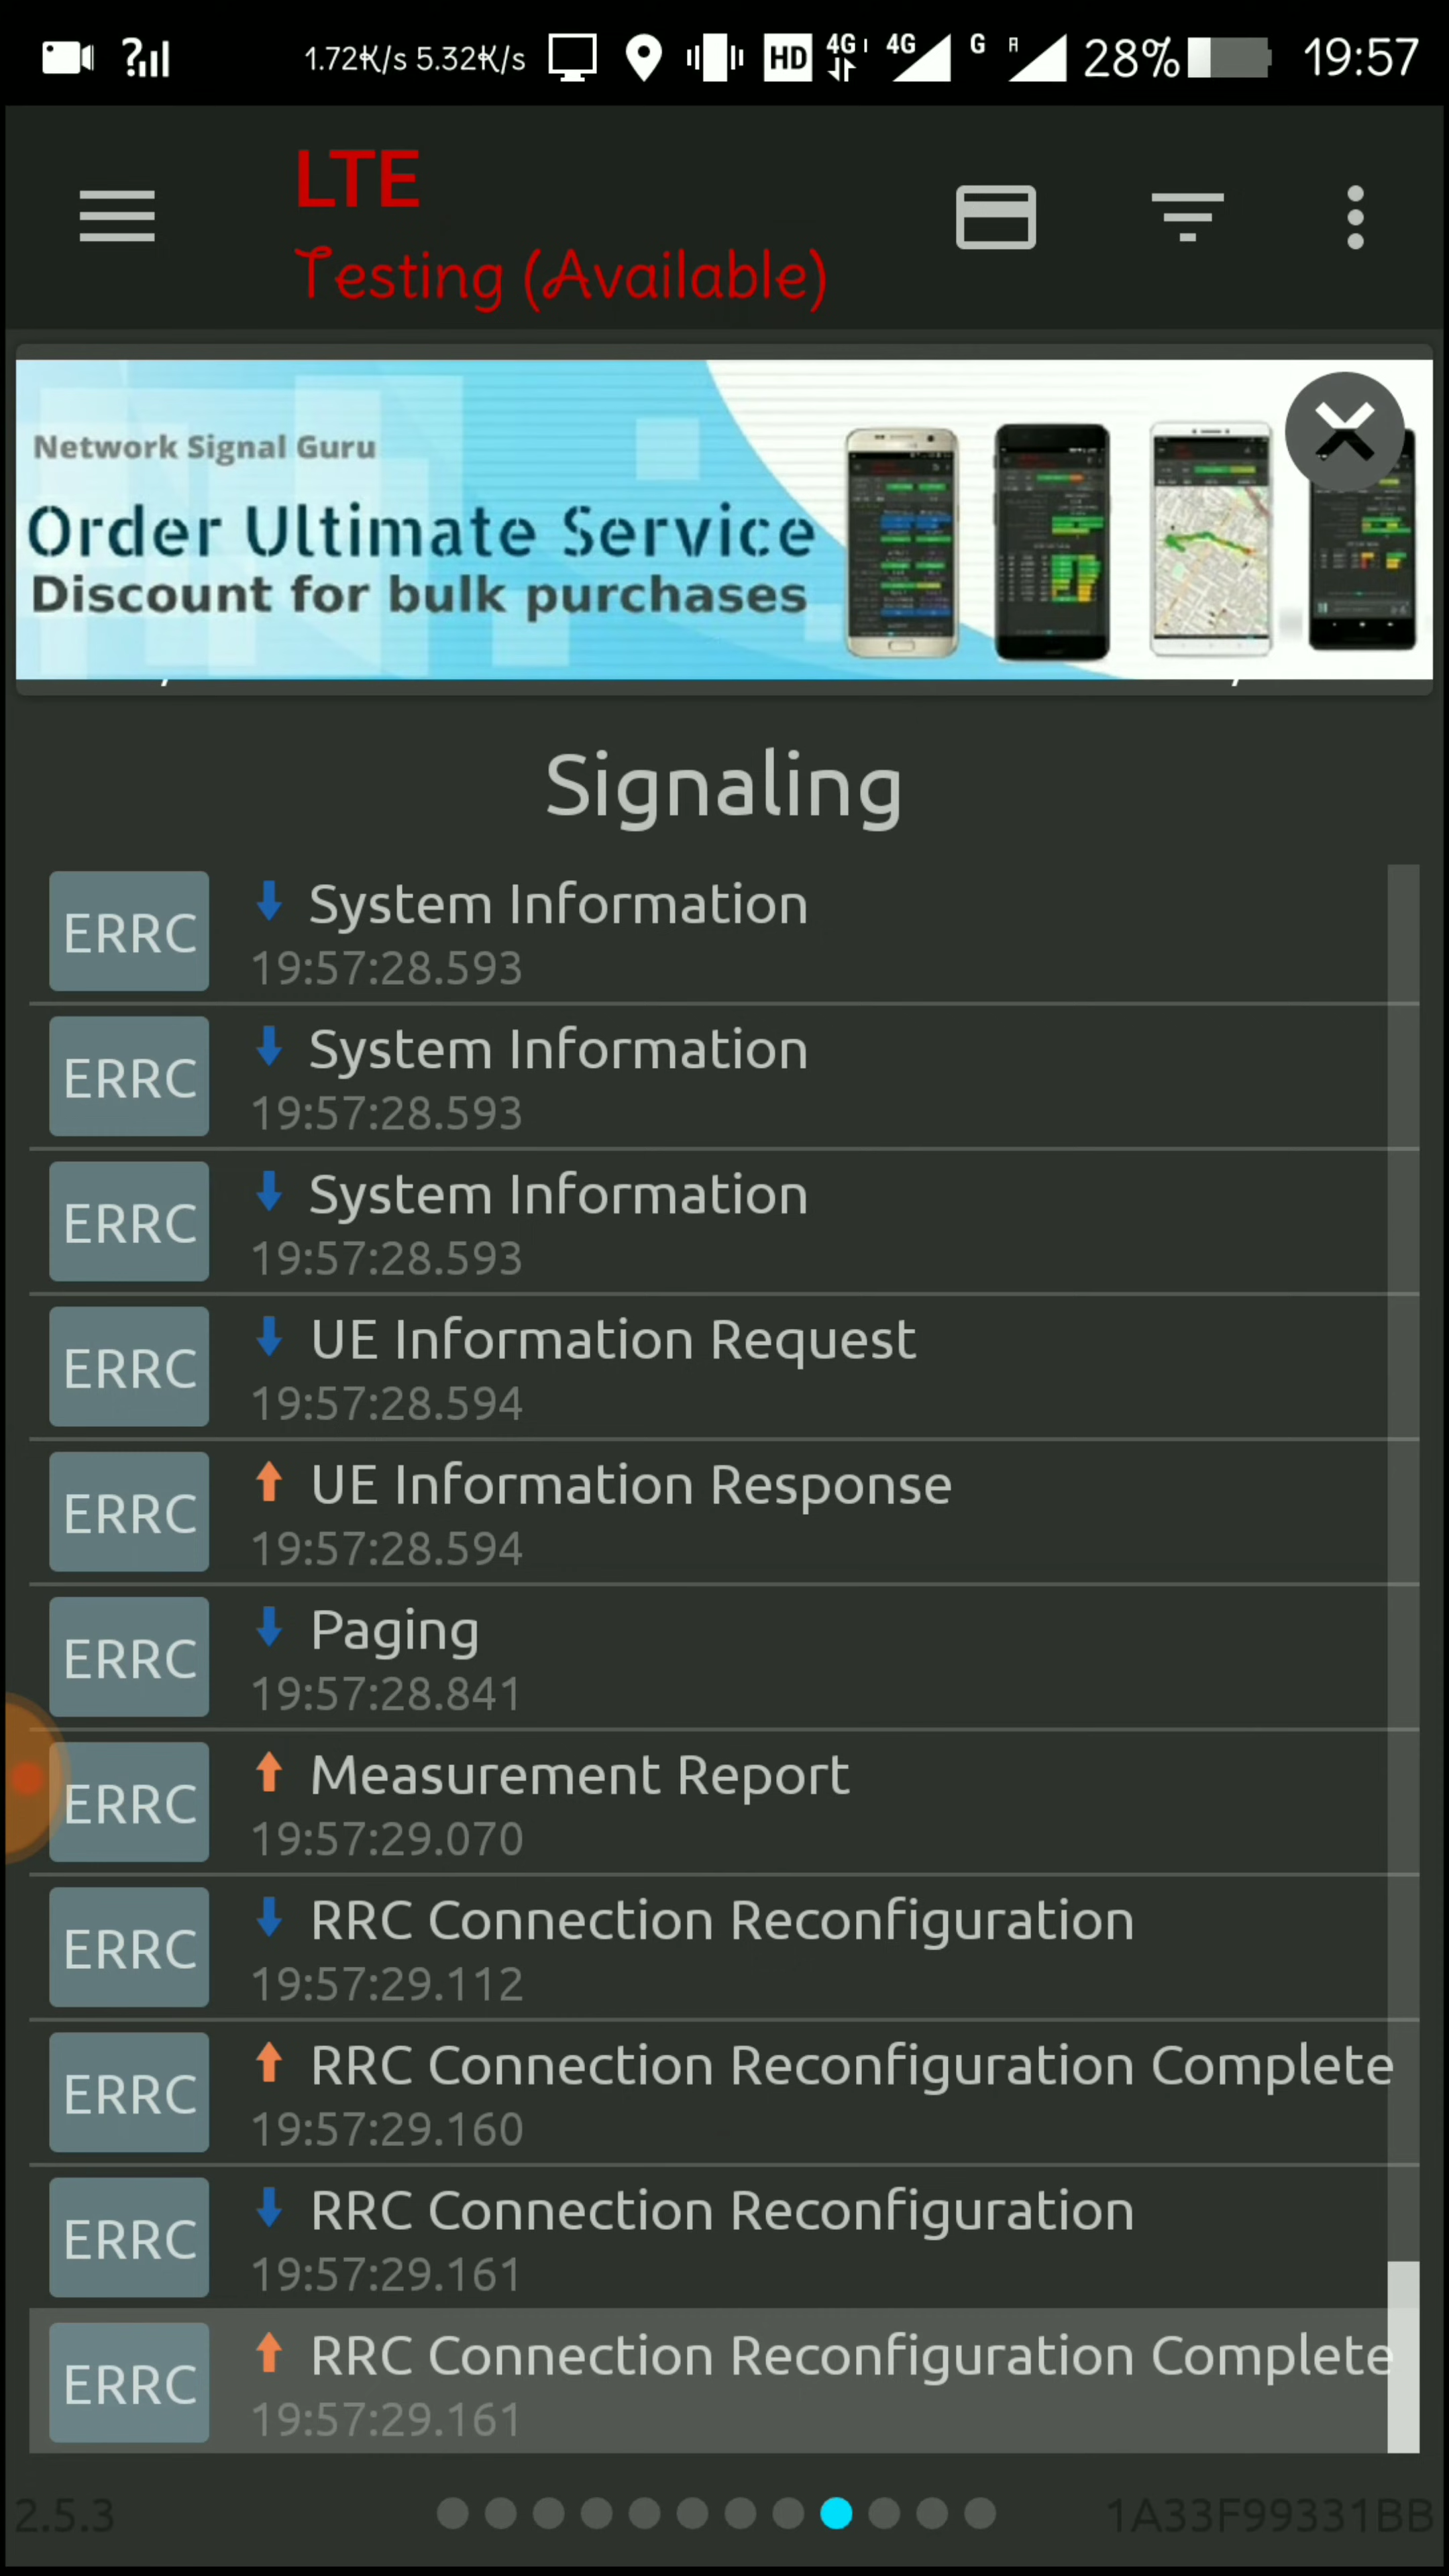 1.72K/s 5.32K/s HD 4G 4G G R 28% 19:57
LTE
Testing (Available)
Network Signal Guru
Order Ultimate Service
Discount for bulk purchases
Signaling
ERRC System Information
19:57:28.593
ERRC System Information
19:57:28.593
ERRC System Information
19:57:28.593
ERRC UE Information Request
19:57:28.594
ERRC UE Information Response
19:57:28.594
ERRC Paging
19:57:28.841
ERRC Measurement Report
19:57:29.070
ERRC RRC Connection Reconfiguration
19:57:29.112
ERRC RRC Connection Reconfiguration Complete
19:57:29.160
ERRC RRC Connection Reconfiguration
19:57:29.161
ERRC RRC Connection Reconfiguration Complete
19:57:29.161
2.5.3 1A33F99331BB